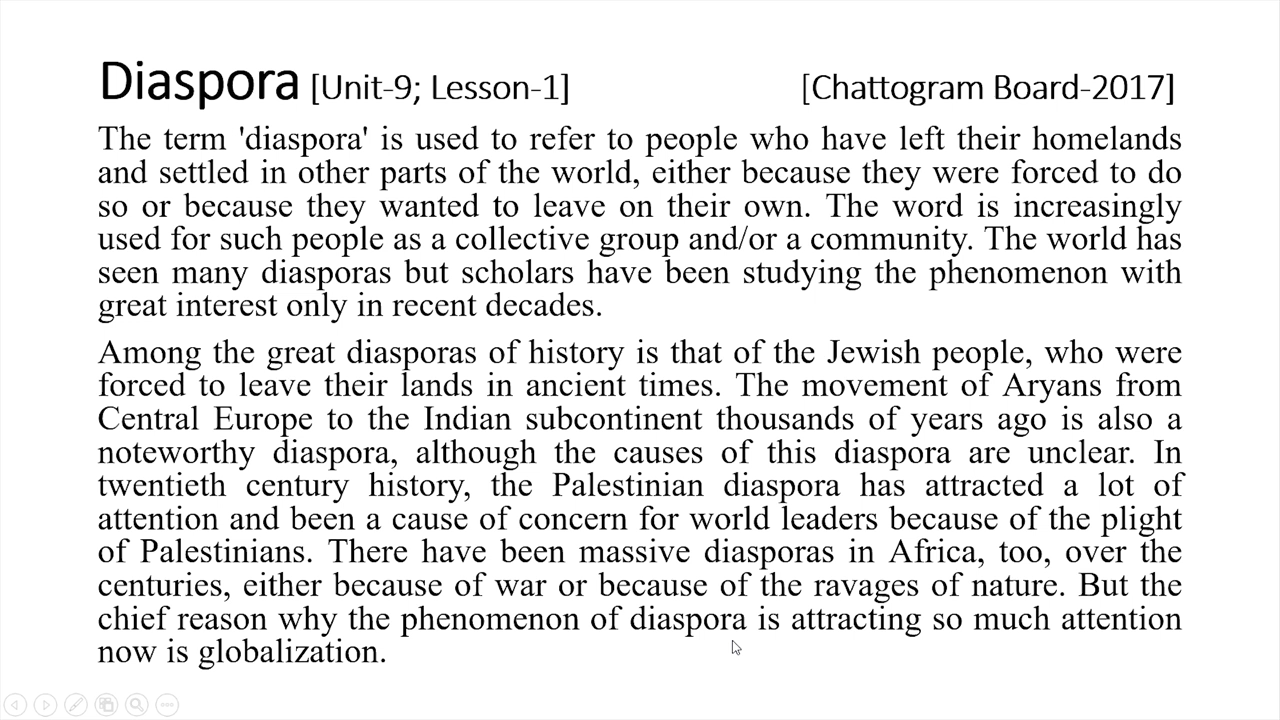 Diaspora [Unit-9; Lesson-1] [Chattogram Board-2017]
The term 'diaspora' is used to refer to people who have left their homelands
and settled in other parts of the world, either because they were forced to do
so or because they wanted to leave on their own. The word is increasingly
used for such people as a collective group and/or a community. The world has
seen many diasporas but scholars have been studying the phenomenon with
great interest only in recent decades.
Among the great diasporas of history is that of the Jewish people, who were
forced to leave their lands in ancient times. The movement of Aryans from
Central Europe to the Indian subcontinent thousands of years ago is also a
noteworthy diaspora, although the causes of this diaspora are unclear. In
twentieth century history, the Palestinian diaspora has attracted a lot of
attention and been a cause of concern for world leaders because of the plight
of Palestinians. There have been massive diasporas in Africa, too, over the
centuries, either because of war or because of the ravages of nature. But the
chief reason why the phenomenon of diaspora is attracting so much attention
now is globalization.